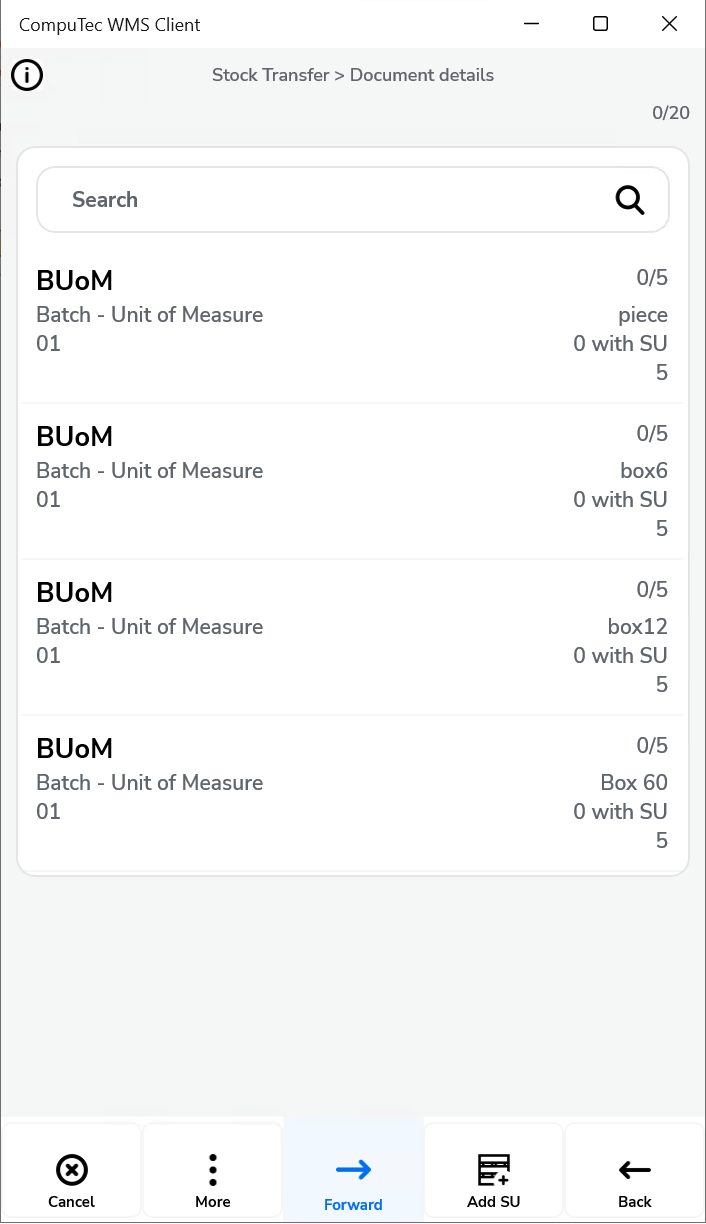 CompuTec WMS Client
Stock Transfer > Document details
0/20
Search
BUoM 0/5
Batch - Unit of Measure piece
01 0 with SU
5
BUoM 0/5
Batch - Unit of Measure box6
01 0 with SU
5
BUoM 0/5
Batch - Unit of Measure box12
01 0 with SU
5
BUoM 0/5
Batch - Unit of Measure Box 60
01 0 with SU
5
Cancel More Forward Add SU Back